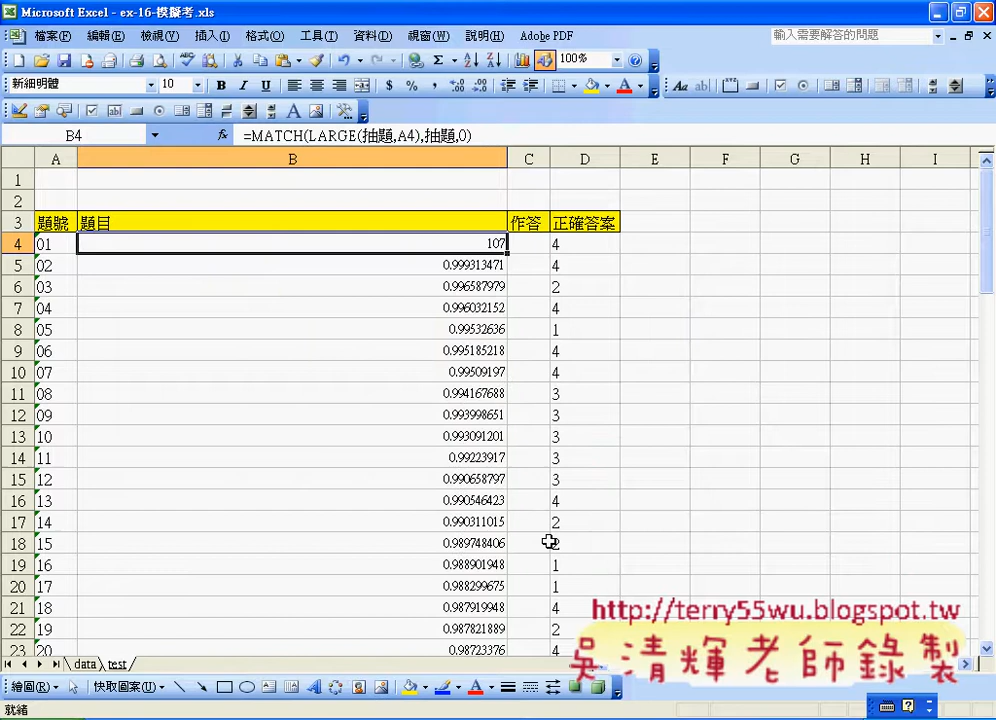 Microsoft Excel - ex-16-模擬考.xls
檔案(F) 編輯(E) 檢視(V) 插入(I) 格式(O) 工具(T) 資料(D) 視窗(W) 說明(H) Adobe PDF 輸入需要解答的問題
100%
新細明體 10 B I U $ %
B4 fx =MATCH(LARGE(抽題,A4),抽題,0)
A B C D E F G H I
1
2
3 題號 題目 作答 正確答案
4 01 107 4
5 02 0.999313471 4
6 03 0.996587979 2
7 04 0.996032152 4
8 05 0.99532636 1
9 06 0.995185218 4
10 07 0.99509197 4
11 08 0.994167688 3
12 09 0.993998651 3
13 10 0.993091201 3
14 11 0.99223917 3
15 12 0.990658797 3
16 13 0.990546423 4
17 14 0.990311015 2
18 15 0.989748406 2
19 16 0.988901948 1
20 17 0.988299675 1
21 18 0.987919948 4
22 19 0.987821889 2
23 20 0.98723376 4
http://terry55wu.blogspot.tw
吳清輝老師錄製
data test
繪圖(R) 快取圖案(U)
就緒